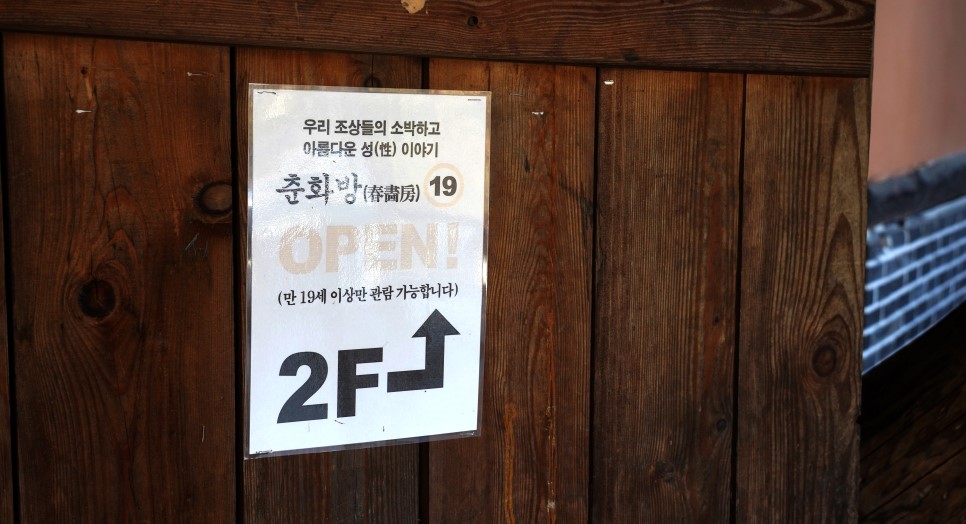 우리 조상들의 소박하고
아름다운 성(性) 이야기
춘화방(春畵房) 19
OPEN!
(만 19세 이상만 관람 가능합니다)
2F